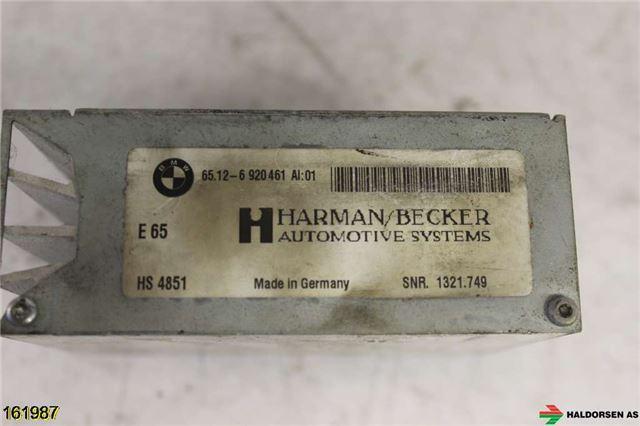 BMW
65.12-6 920461 AI:01
E 65
HARMAN/BECKER
AUTOMOTIVE SYSTEMS
HS 4851
Made in Germany
SNR. 1321.749
161987
HALDORSEN AS